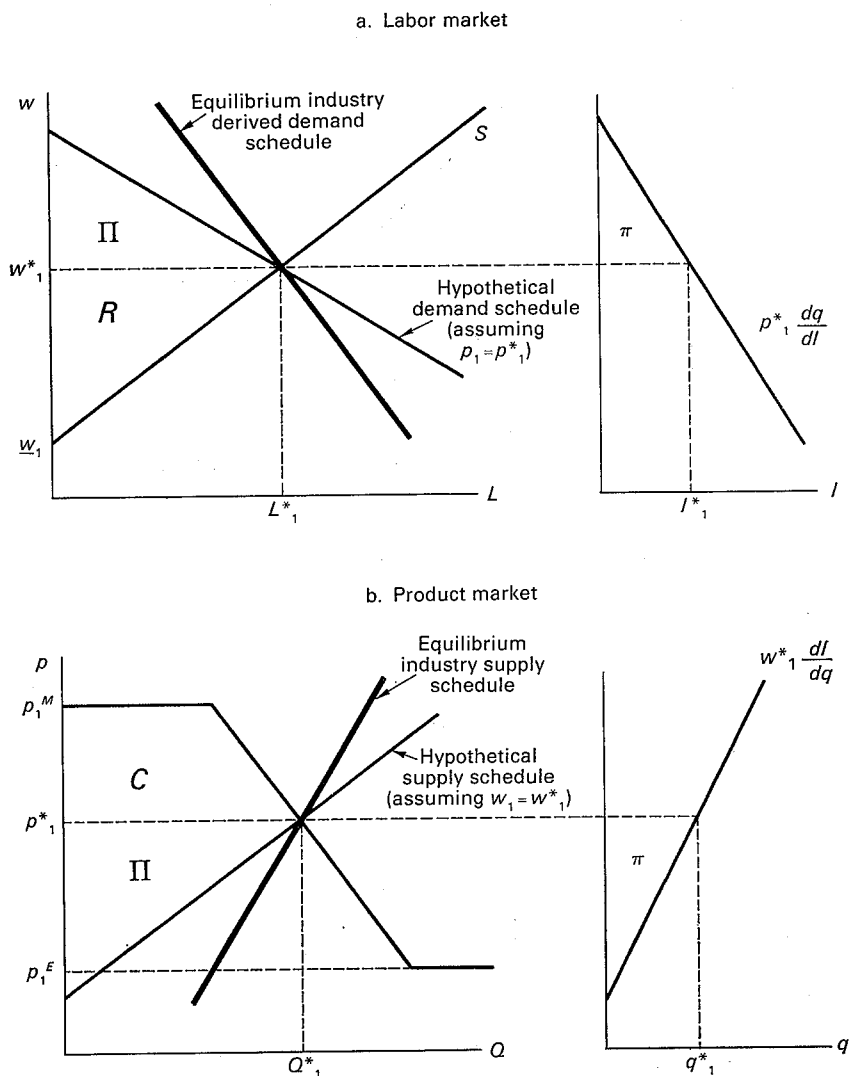 a. Labor market
w
Equilibrium industry
derived demand
schedule
S
Π
π
w*₁
R
Hypothetical
demand schedule
(assuming
p₁=p*₁)
p*₁ dq
dl
w̲₁
L*₁
L
l*₁
l
b. Product market
p
Equilibrium
industry supply
schedule
w*₁ dl
dq
p₁ᴹ
C
Hypothetical
supply schedule
(assuming w₁=w*₁)
p*₁
Π
π
p₁ᴱ
Q*₁
Q
q*₁
q